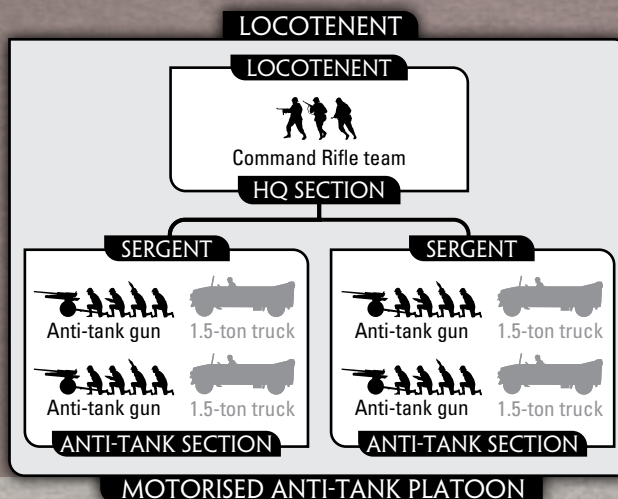 LOCOTENENT
LOCOTENENT
Command Rifle team
HQ SECTION
SERGENT
Anti-tank gun 1.5-ton truck
Anti-tank gun 1.5-ton truck
ANTI-TANK SECTION
SERGENT
Anti-tank gun 1.5-ton truck
Anti-tank gun 1.5-ton truck
ANTI-TANK SECTION
MOTORISED ANTI-TANK PLATOON